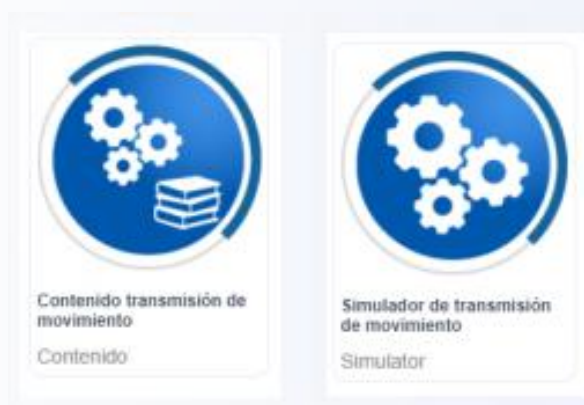 Contenido transmisión de
movimiento
Contenido
Simulador de transmisión
de movimiento
Simulator